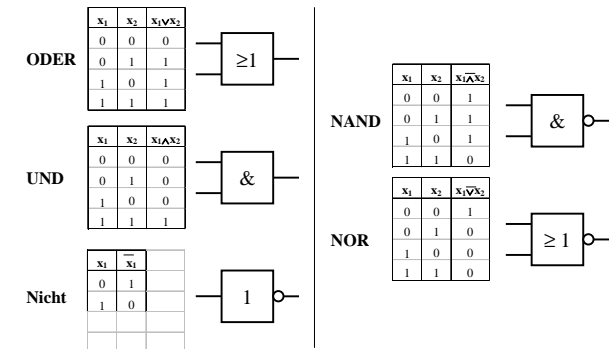 ODER
x₁ x₂ x₁∨x₂
0 0 0
0 1 1
1 0 1
1 1 1
≥1
UND
x₁ x₂ x₁∧x₂
0 0 0
0 1 0
1 0 0
1 1 1
&
Nicht
x₁ x̅₁
0 1
1 0
1
NAND
x₁ x₂ x₁⊼x₂
0 0 1
0 1 1
1 0 1
1 1 0
&
NOR
x₁ x₂ x₁⊽x₂
0 0 1
0 1 0
1 0 0
1 1 0
≥ 1